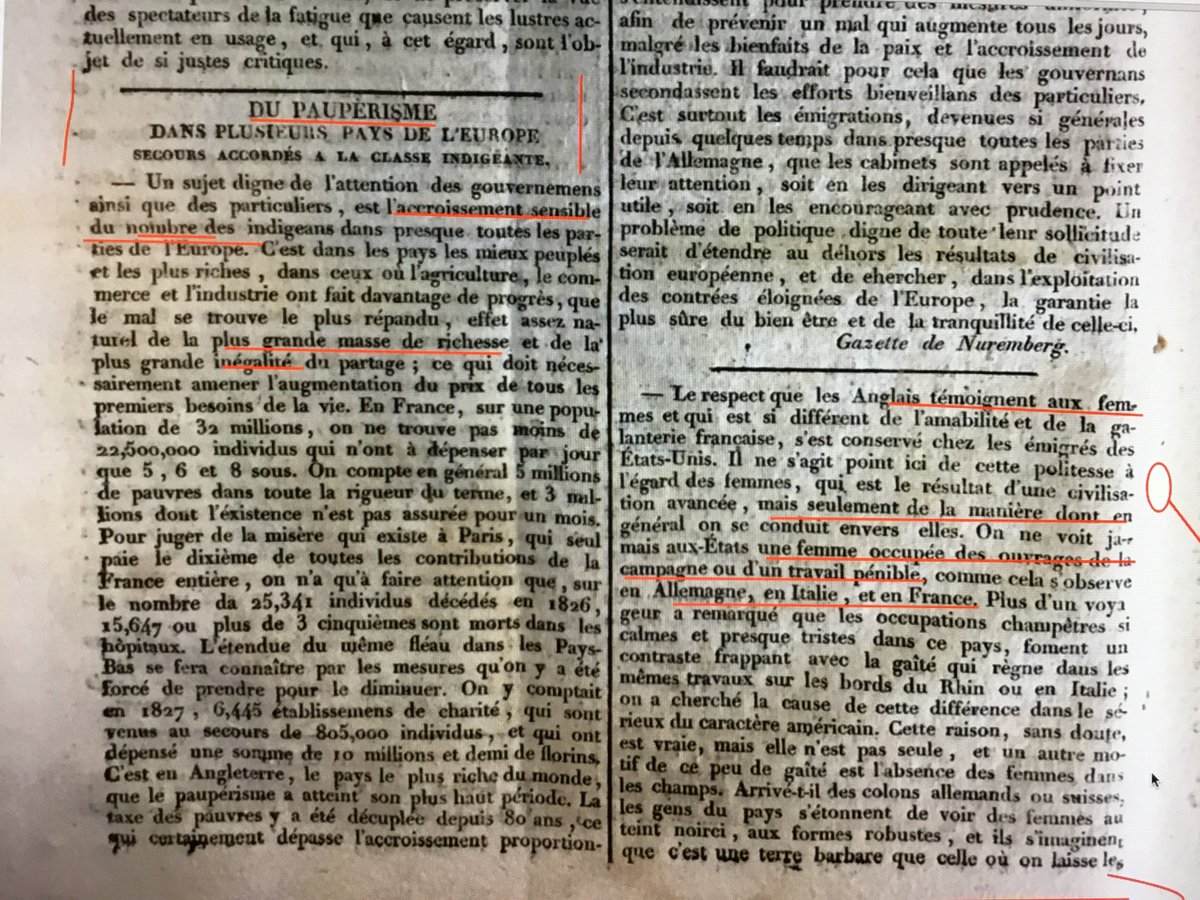 des spectateurs de la fatigue que causent les lustres ac-
tuellement en usage, et qui, à cet égard, sont l'ob-
jet de si justes critiques.
DU PAUPÉRISME
DANS PLUSIEURS PAYS DE L'EUROPE
SECOURS ACCORDÉS A LA CLASSE INDIGÉANTE.
— Un sujet digne de l'attention des gouvernemens
ainsi que des particuliers, est l'accroissement sensible
du nombre des indigeans dans presque toutes les par-
ties de l'Europe. C'est dans les pays les mieux peuplés
et les plus riches, dans ceux où l'agriculture, le com-
merce et l'industrie ont fait davantage de progrès, que
le mal se trouve le plus répandu, effet assez na-
turel de la plus grande masse de richesse et de la
plus grande inégalité du partage; ce qui doit néces-
sairement amener l'augmentation du prix de tous les
premiers besoins de la vie. En France, sur une popu-
lation de 32 millions, on ne trouve pas moins de
22,500,000 individus qui n'ont à dépenser par jour
que 5, 6 et 8 sous. On compte en général 5 millions
de pauvres dans toute la rigueur du terme, et 3 mil-
lions dont l'éxistence n'est pas assurée pour un mois.
Pour juger de la misère qui existe à Paris, qui seul
paie le dixième de toutes les contributions de la
France entière, on n'a qu'à faire attention que, sur
le nombre da 25,341 individus décédés en 1826,
15,647 ou plus de 3 cinquièmes sont morts dans les
hôpitaux. L'étendue du même fléau dans les Pays-
Bas se fera connaître par les mesures qu'on y a été
forcé de prendre pour le diminuer. On y comptait
en 1827, 6,445 établissemens de charité, qui sont
venus au secours de 805,000 individus, et qui ont
dépensé une somme de 10 millions et demi de florins.
C'est en Angleterre, le pays le plus riche du monde,
que le paupérisme a atteint son plus haut période. La
taxe des pauvres y a été décuplée depuis 80 ans, ce
qui certainement dépasse l'accroissement proportion-
pour prendre des mesures
afin de prévenir un mal qui augmente tous les jours,
malgré les bienfaits de la paix et l'accroissement de
l'industrie. Il faudrait pour cela que les gouvernans
secondassent les efforts bienveillans des particuliers.
C'est surtout les émigrations, devenues si générales
depuis quelques temps dans presque toutes les parties
de l'Allemagne, que les cabinets sont appelés à fixer
leur attention, soit en les dirigeant vers un point
utile, soit en les encourageant avec prudence. Un
problème de politique digne de toute leur sollicitude
serait d'étendre au déhors les résultats de civilisa-
tion européenne, et de ehercher, dans l'exploitation
des contrées éloignées de l'Europe, la garantie la
plus sûre du bien être et de la tranquillité de celle-ci.
Gazette de Nuremberg.
— Le respect que les Anglais témoignent aux fem-
mes et qui est si différent de l'amabilité et de la ga-
lanterie française, s'est conservé chez les émigrés des
États-Unis. Il ne s'agit point ici de cette politesse à
l'égard des femmes, qui est le résultat d'une civilisa-
tion avancée, mais seulement de la manière dont en
général on se conduit envers elles. On ne voit ja-
mais aux-États une femme occupée des ouvrages de la
campagne ou d'un travail pénible, comme cela s'observe
en Allemagne, en Italie, et en France. Plus d'un voya
geur a remarqué que les occupations champêtres si
calmes et presque tristes dans ce pays, foment un
contraste frappant avec la gaîté qui règne dans les
mêmes travaux sur les bords du Rhin ou en Italie;
on a cherché la cause de cette différence dans le sé-
rieux du caractère américain. Cette raison, sans doute,
est vraie, mais elle n'est pas seule, et un autre mo-
tif de ce peu de gaîté est l'absence des femmes dans
les champs. Arrivé-t-il des colons allemands ou suisses,
les gens du pays s'étonnent de voir des femmes au
teint noirci, aux formes robustes, et ils s'imaginent
que c'est une terre barbare que celle où on laisse les